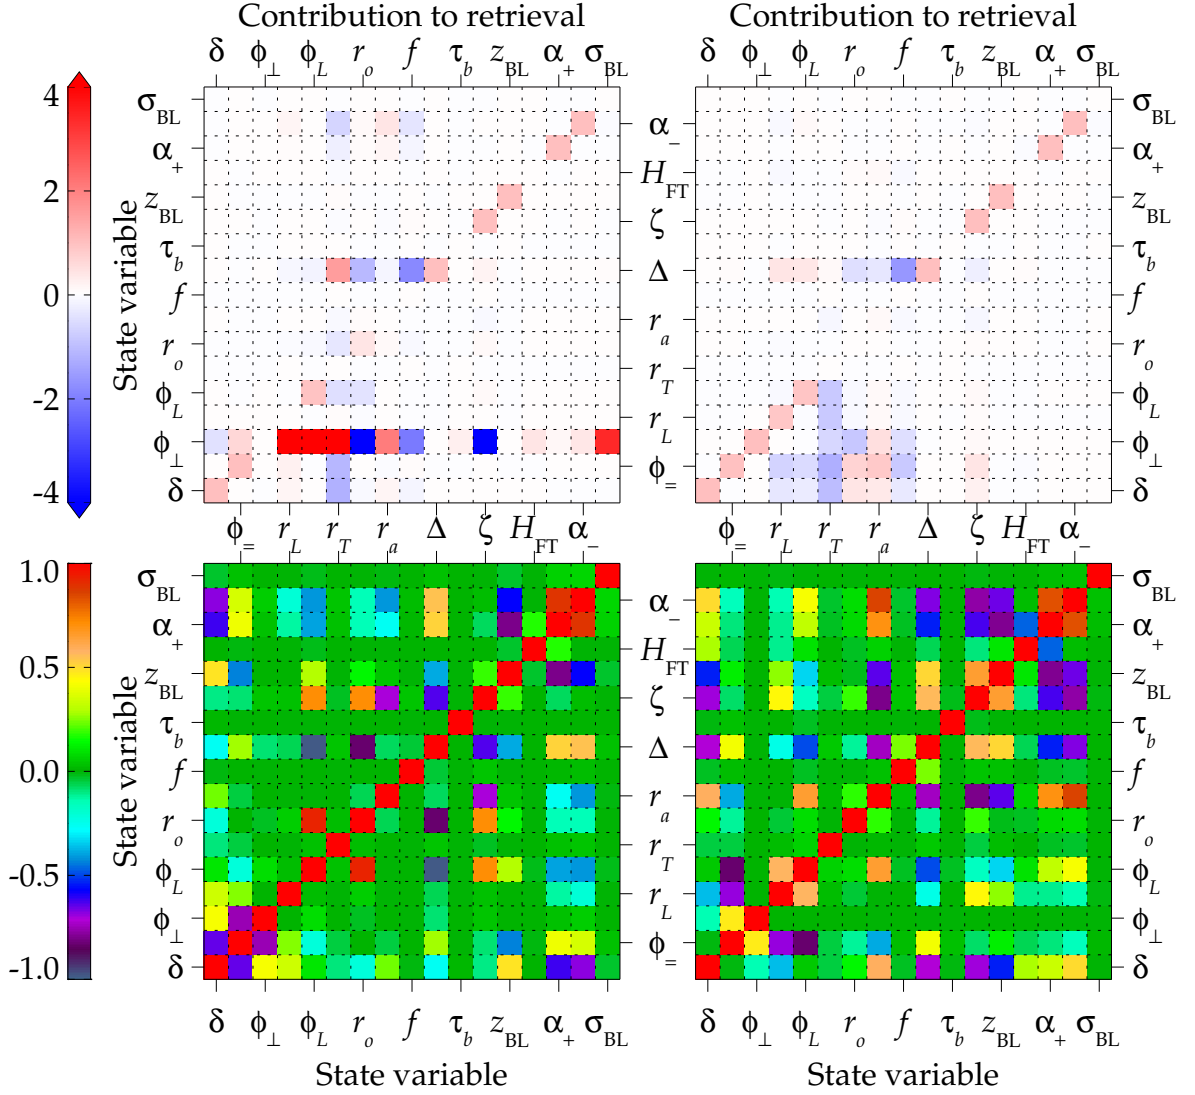 Contribution to retrieval Contribution to retrieval
δ ϕ⊥ ϕL ro f τb zBL α+ σBL δ ϕ⊥ ϕL ro f τb zBL α+ σBL
4
2
0
-2
-4
State variable
σBL
α+
zBL
τb
f
ro
ϕL
ϕ⊥
δ
α−
HFT
ζ
Δ
ra
rT
rL
ϕ=
σBL
α+
zBL
τb
f
ro
ϕL
ϕ⊥
δ
ϕ= rL rT ra Δ ζ HFT α− ϕ= rL rT ra Δ ζ HFT α−
1.0
0.5
0.0
-0.5
-1.0
State variable
σBL
α+
zBL
τb
f
ro
ϕL
ϕ⊥
δ
α−
HFT
ζ
Δ
ra
rT
rL
ϕ=
σBL
α+
zBL
τb
f
ro
ϕL
ϕ⊥
δ
δ ϕ⊥ ϕL ro f τb zBL α+ σBL δ ϕ⊥ ϕL ro f τb zBL α+ σBL
State variable State variable